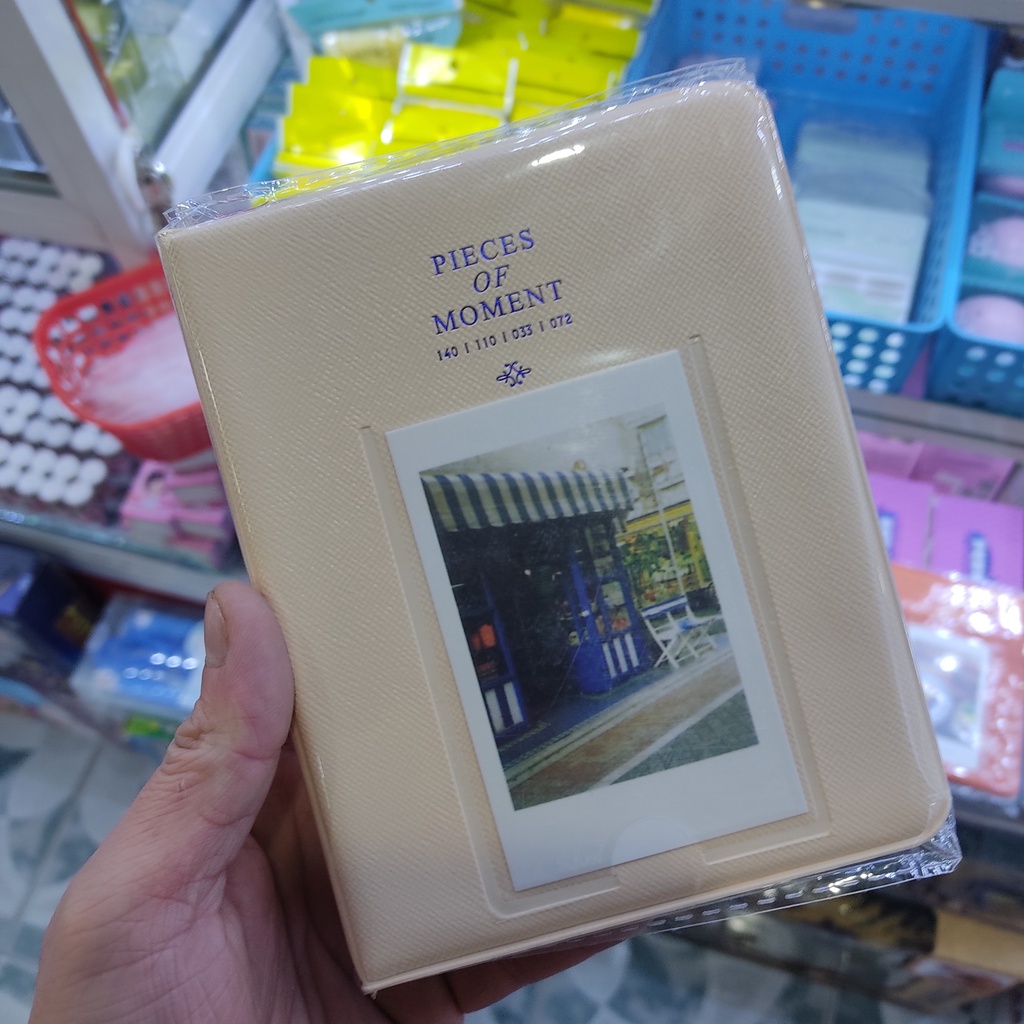 PIECES
OF
MOMENT
140 | 110 | 033 | 072